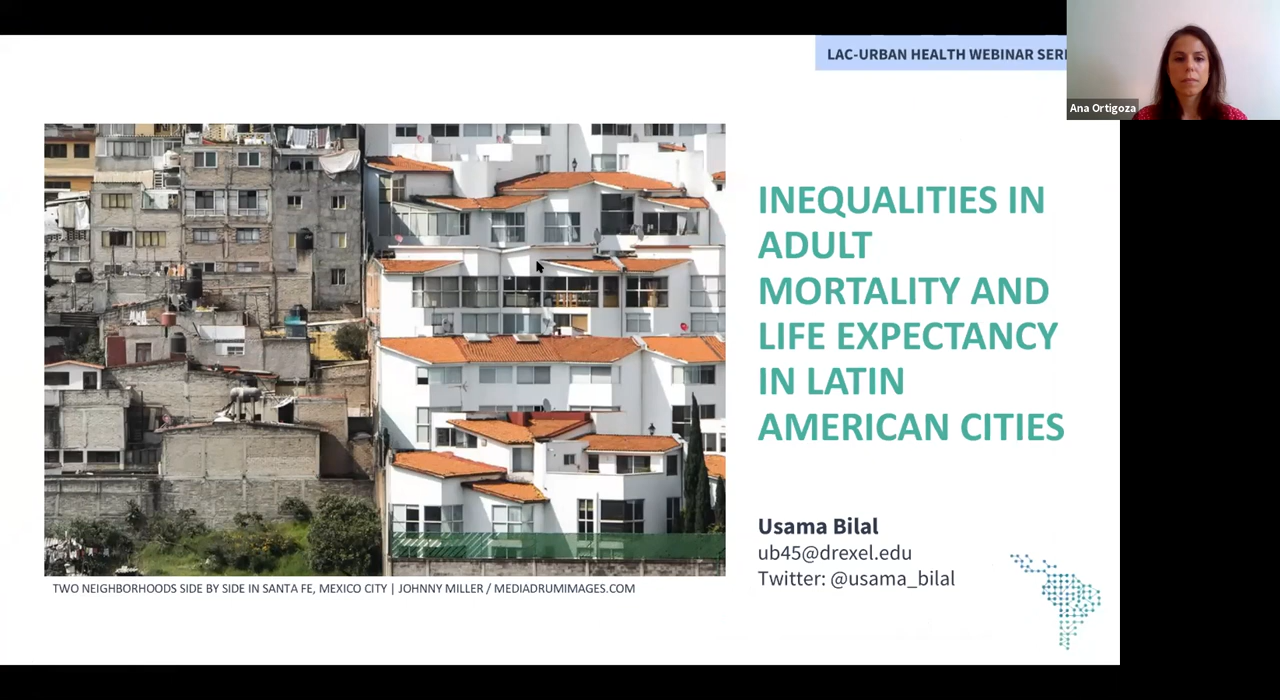 LAC-URBAN HEALTH WEBINAR SERI
Ana Ortigoza
INEQUALITIES IN
ADULT
MORTALITY AND
LIFE EXPECTANCY
IN LATIN
AMERICAN CITIES
Usama Bilal
ub45@drexel.edu
Twitter: @usama_bilal
TWO NEIGHBORHOODS SIDE BY SIDE IN SANTA FE, MEXICO CITY | JOHNNY MILLER / MEDIADRUMIMAGES.COM